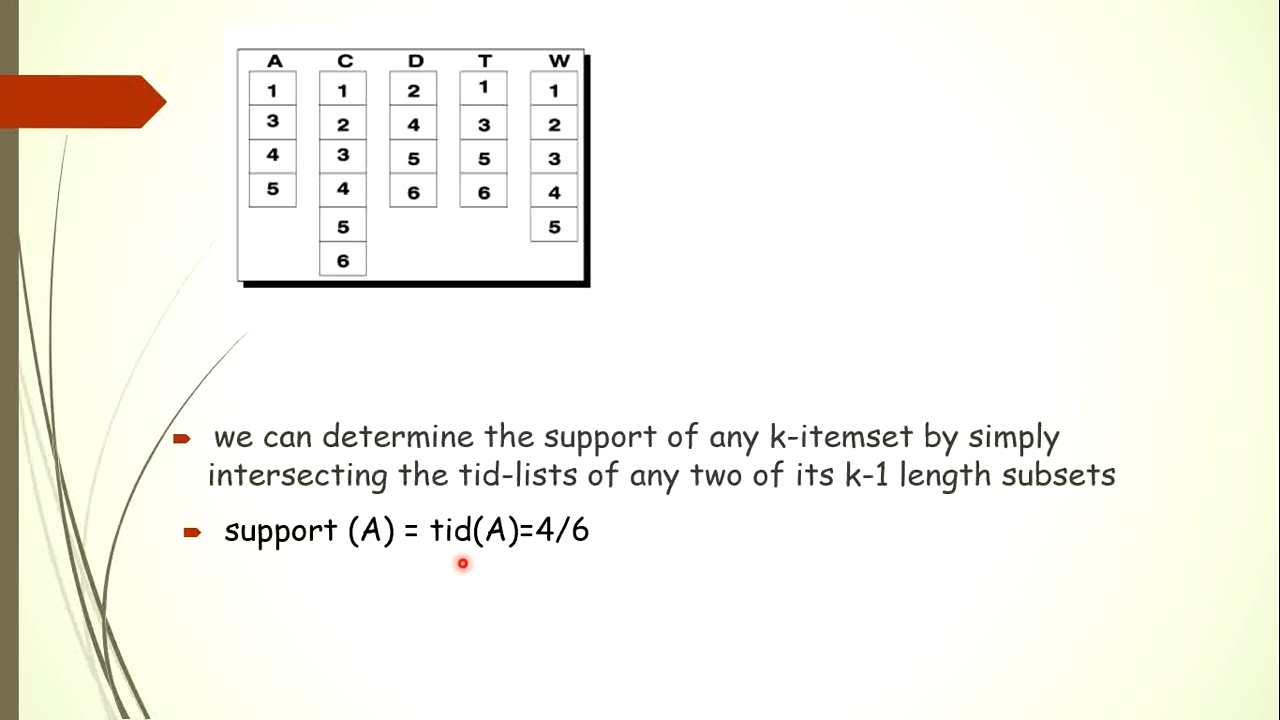 A C D T W
1 1 2 1 1
3 2 4 3 2
4 3 5 5 3
5 4 6 6 4
5 5
6
we can determine the support of any k-itemset by simply
intersecting the tid-lists of any two of its k-1 length subsets
support (A) = tid(A)=4/6